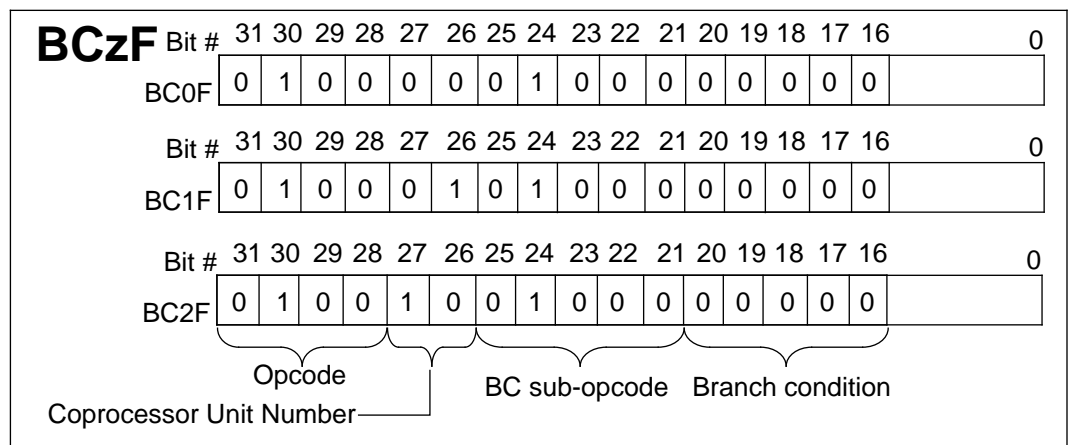 BCzF Bit # 31 30 29 28 27 26 25 24 23 22 21 20 19 18 17 16 0
BC0F 0 1 0 0 0 0 0 1 0 0 0 0 0 0 0 0
Bit # 31 30 29 28 27 26 25 24 23 22 21 20 19 18 17 16 0
BC1F 0 1 0 0 0 1 0 1 0 0 0 0 0 0 0 0
Bit # 31 30 29 28 27 26 25 24 23 22 21 20 19 18 17 16 0
BC2F 0 1 0 0 1 0 0 1 0 0 0 0 0 0 0 0
Opcode BC sub-opcode Branch condition
Coprocessor Unit Number